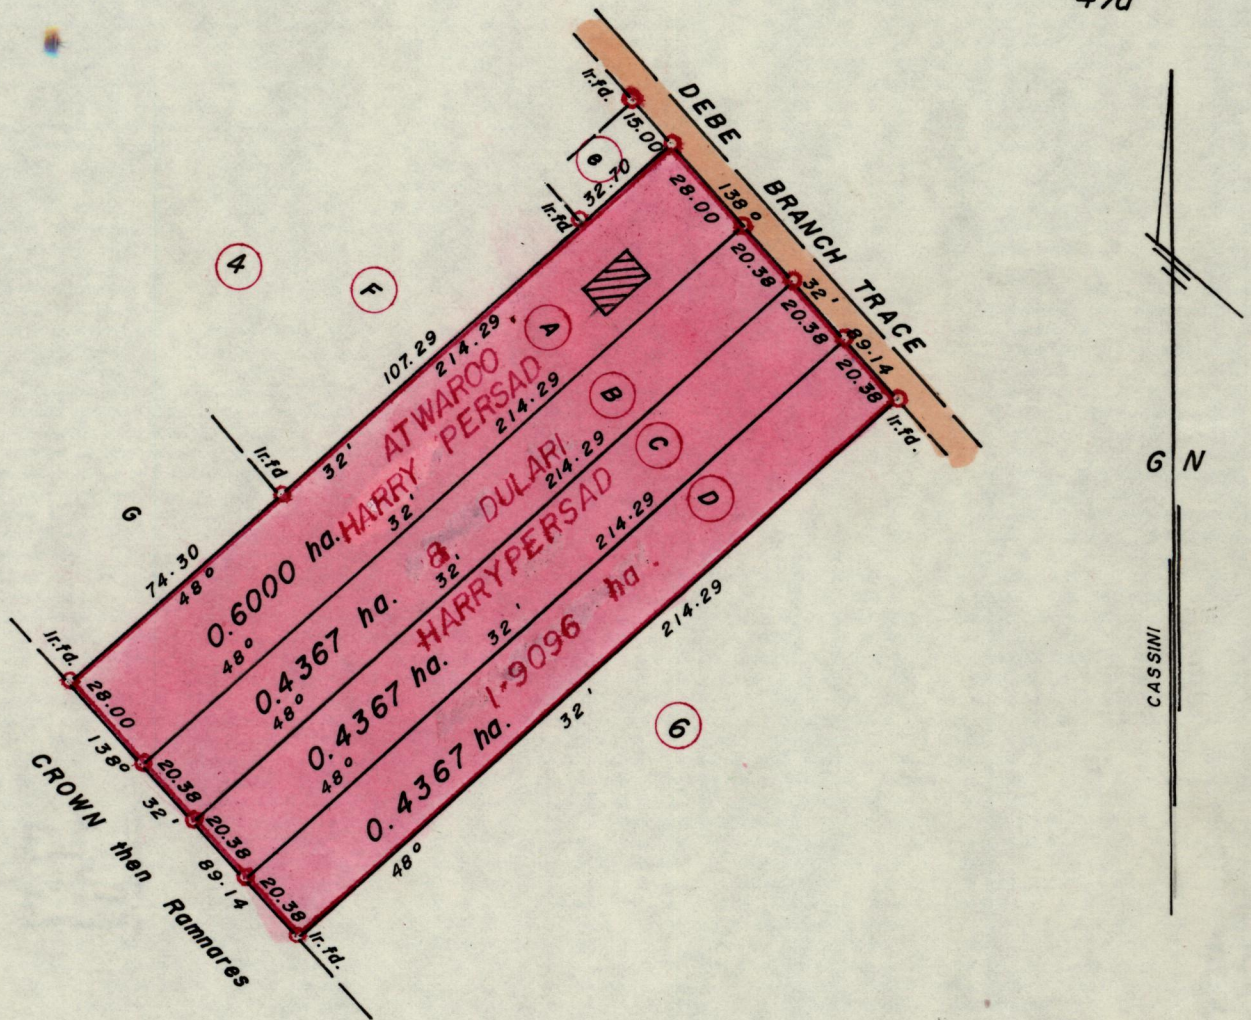 Ir.fd.
DEBE BRANCH TRACE
15.00
e
32.70
Ir.fd
28.00
138°
20.38
32'
20.38
89.14
20.38
Ir.fd.
4
F
107.29
214.29
A
ATWAROO
HARRY PERSAD
32'
214.29
B
Ir.fd
G
74.30
48°
0.6000 ha.
32'
& DULARI
214.29
C
HARRYPERSAD
32'
214.29
D
0.4367 ha.
48°
0.4367 ha.
48°
32'
1.9096 ha.
0.4367 ha.
48°
214.29
32'
48°
6
Ir.fd.
28.00
138°
20.38
32'
20.38
89.14
20.38
Ir.fd.
CROWN then Ramnares
G N
CASSINI